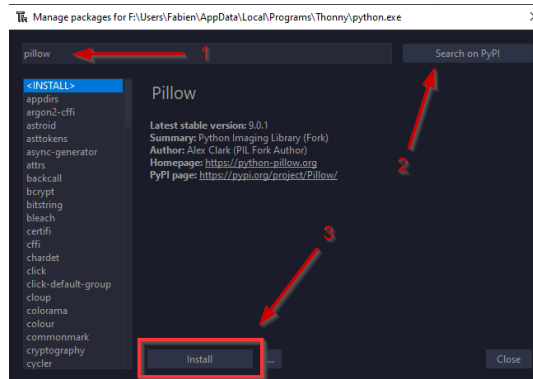 Manage packages for F:\Users\Fabien\AppData\Local\Programs\Thonny\python.exe
pillow
1
Search on PyPI
<INSTALL>
appdirs
argon2-cffi
astroid
asttokens
async-generator
attrs
backcall
bcrypt
bitstring
bleach
certifi
cffi
chardet
click
click-default-group
cloup
colorama
colour
commonmark
cryptography
cycler
Pillow
Latest stable version: 9.0.1
Summary: Python Imaging Library (Fork)
Author: Alex Clark (PIL Fork Author)
Homepage: https://python-pillow.org
PyPI page: https://pypi.org/project/Pillow/
2
3
Install
...
Close